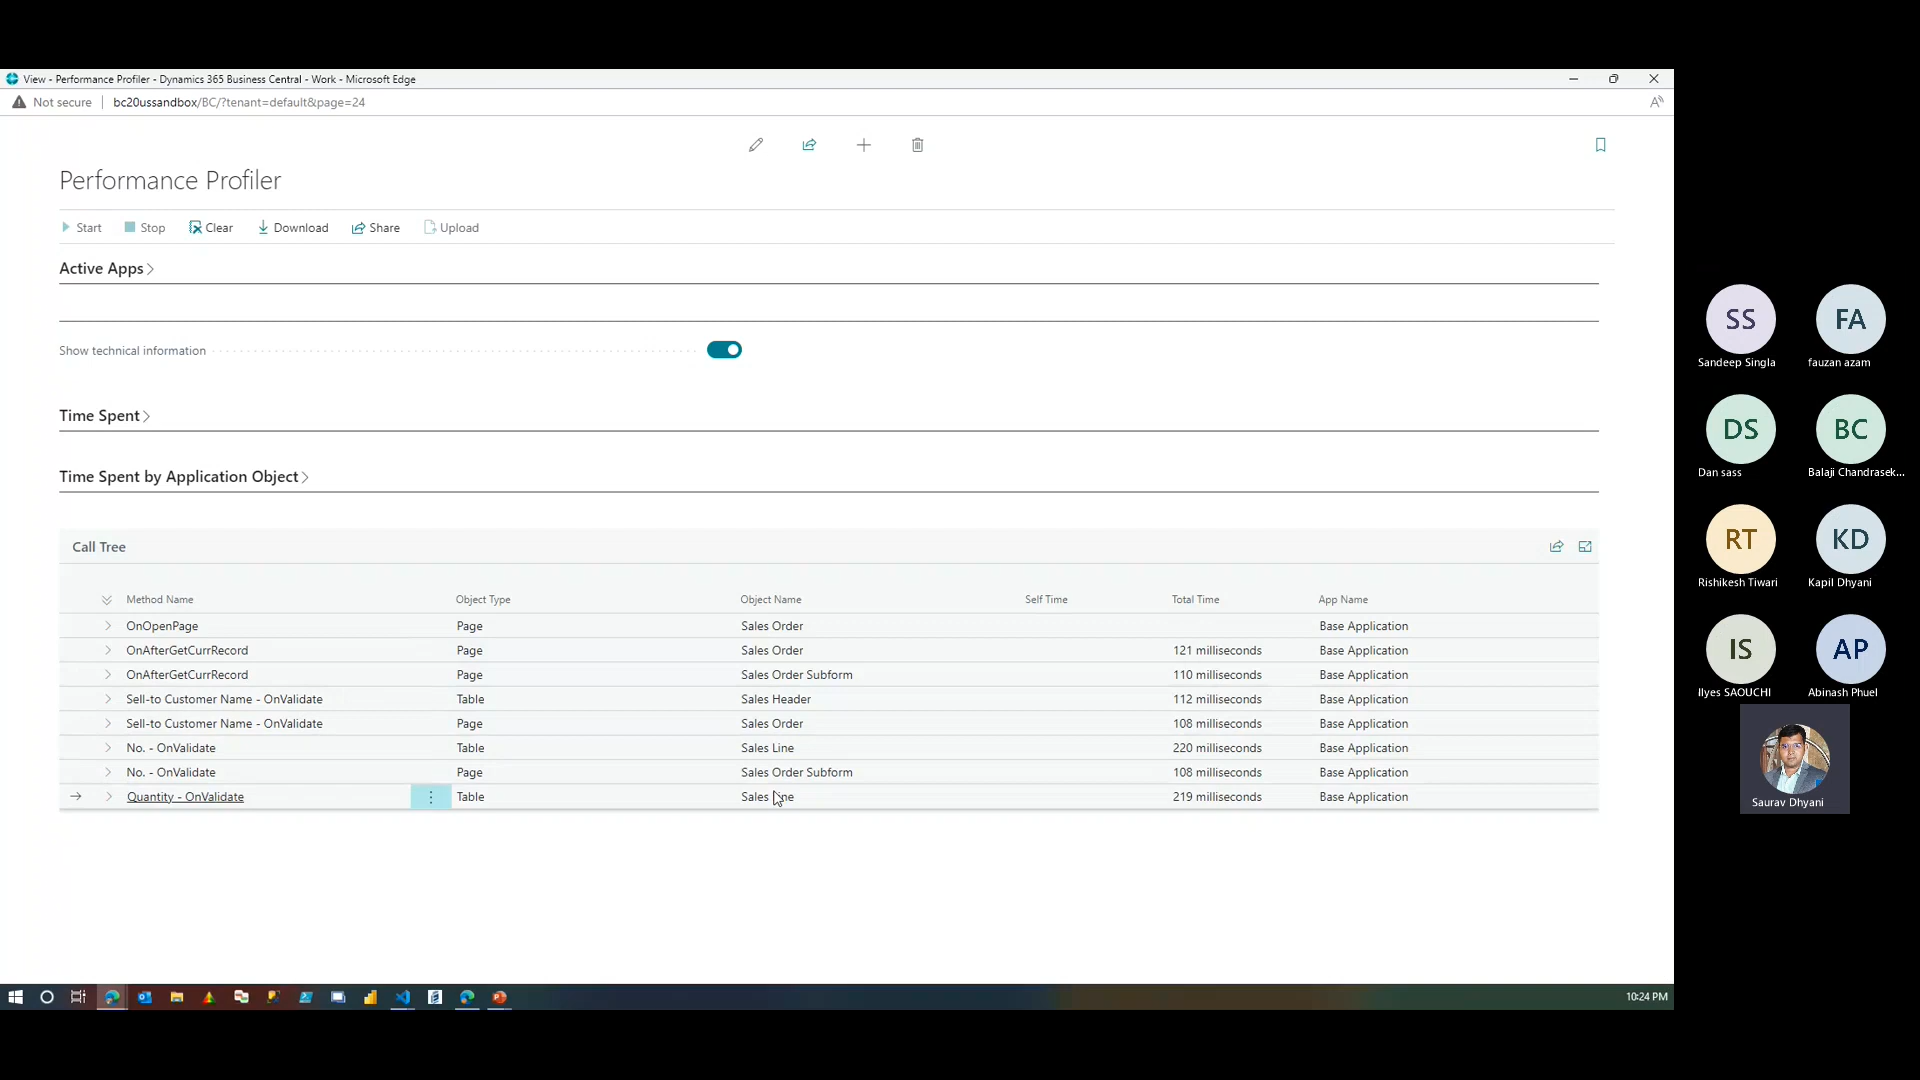 View - Performance Profiler - Dynamics 365 Business Central - Work - Microsoft Edge
Not secure | bc20ussandbox/BC/?tenant=default&page=24
Performance Profiler
Start Stop Clear Download Share Upload
Active Apps
Show technical information
Time Spent
Time Spent by Application Object
Call Tree
Method Name Object Type Object Name Self Time Total Time App Name
OnOpenPage Page Sales Order Base Application
OnAfterGetCurrRecord Page Sales Order 121 milliseconds Base Application
OnAfterGetCurrRecord Page Sales Order Subform 110 milliseconds Base Application
Sell-to Customer Name - OnValidate Table Sales Header 112 milliseconds Base Application
Sell-to Customer Name - OnValidate Page Sales Order 108 milliseconds Base Application
No. - OnValidate Table Sales Line 220 milliseconds Base Application
No. - OnValidate Page Sales Order Subform 108 milliseconds Base Application
Quantity - OnValidate Table Sales Line 219 milliseconds Base Application
10:24 PM
SS FA
Sandeep Singla fauzan azam
DS BC
Dan sass Balaji Chandrasek...
RT KD
Rishikesh Tiwari Kapil Dhyani
IS AP
Ilyes SAOUCHI Abinash Phuel
Saurav Dhyani